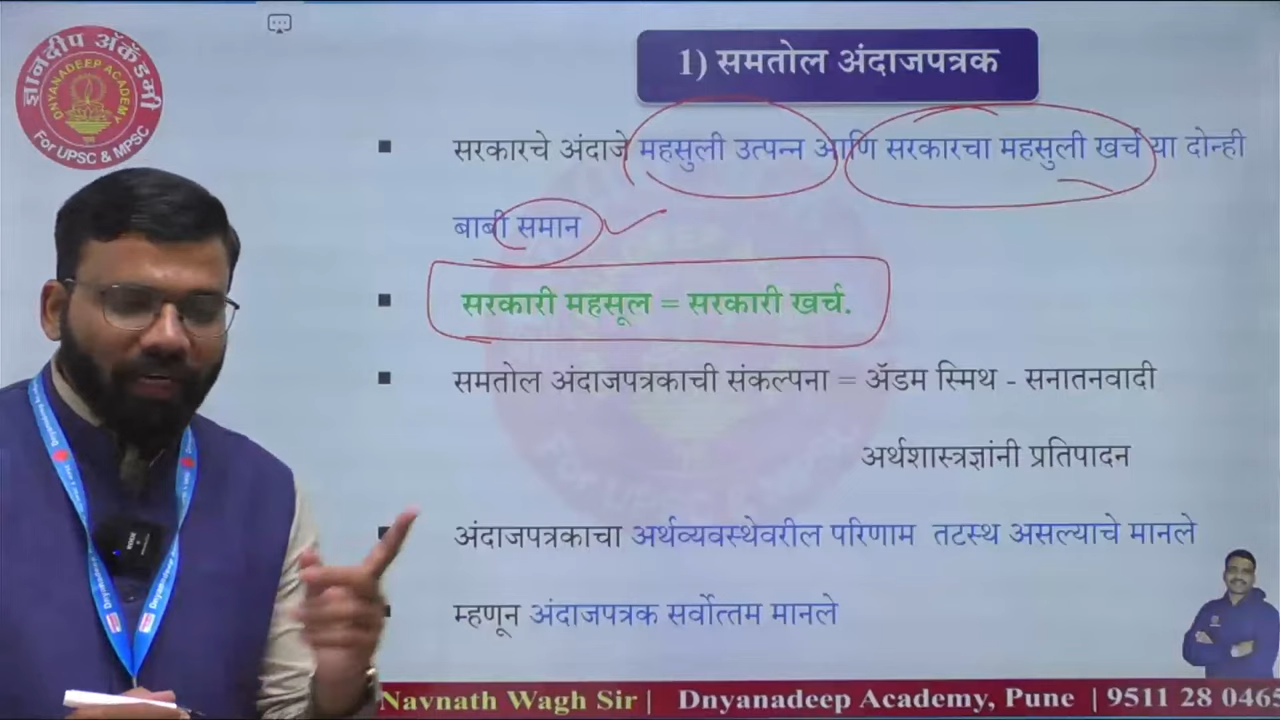 ज्ञानदीप अ‍ॅकॅडमी
DNYANADEEP ACADEMY
पुणे
For UPSC & MPSC
1) समतोल अंदाजपत्रक
▪ सरकारचे अंदाजे महसुली उत्पन्न आणि सरकारचा महसुली खर्च या दोन्ही
बाबी समान
▪ सरकारी महसूल = सरकारी खर्च.
▪ समतोल अंदाजपत्रकाची संकल्पना = ॲडम स्मिथ - सनातनवादी
अर्थशास्त्रज्ञांनी प्रतिपादन
▪ अंदाजपत्रकाचा अर्थव्यवस्थेवरील परिणाम तटस्थ असल्याचे मानले
▪ म्हणून अंदाजपत्रक सर्वोत्तम मानले
Navnath Wagh Sir | Dnyanadeep Academy, Pune | 9511 28 0465